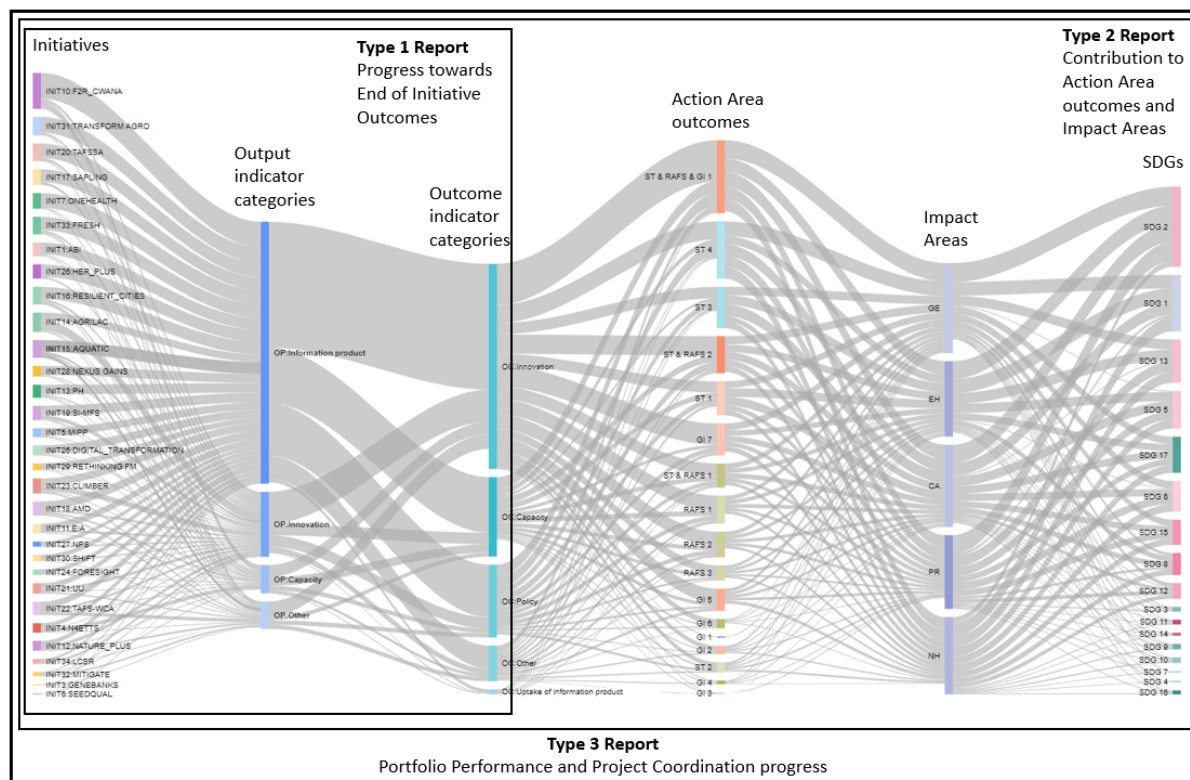 Initiatives
Type 1 Report
Progress towards
End of Initiative
Outcomes
Type 2 Report
Contribution to
Action Area
outcomes and
Impact Areas
Output
indicator
categories
Outcome
indicator
categories
Action Area
outcomes
Impact
Areas
SDGs
INIT10:F2R_CWANA
INIT31:TRANSFORM AGRO
INIT20:TAFSSA
INIT17:SAPLING
INIT7:ONEHEALTH
INIT33:FRESH
INIT1:ABI
INIT26:HER_PLUS
INIT16:RESILIENT_CITIES
INIT14:AGRILAC
INIT15:AQUATIC
INIT28:NEXUS GAINS
INIT13:PH
INIT19:SI-MFS
INIT5:MIPP
INIT25:DIGITAL_TRANSFORMATION
INIT29:RETHINKING FM
INIT23:CLIMBER
INIT18:AMD
INIT11:EIA
INIT27:NPS
INIT30:SHIFT
INIT24:FORESIGHT
INIT21:UU
INIT22:TAFS-WCA
INIT4:N4ETTS
INIT12:NATURE_PLUS
INIT34:LCSR
INIT32:MITIGATE
INIT3:GENEBANKS
INIT6:SEEDQUAL
OP:Information product
OP:Innovation
OP:Capacity
OP:Other
OC:Innovation
OC:Capacity
OC:Policy
OC:Other
OC:Uptake of information product
ST & RAFS & GI 1
ST 4
ST 3
ST & RAFS 2
ST 1
GI 7
ST & RAFS 1
RAFS 1
RAFS 2
RAFS 3
GI 5
GI 6
GI 1
GI 2
ST 2
GI 4
GI 3
GE
EH
CA
PR
NH
SDG 2
SDG 1
SDG 13
SDG 5
SDG 17
SDG 6
SDG 15
SDG 8
SDG 12
SDG 3
SDG 11
SDG 14
SDG 9
SDG 10
SDG 7
SDG 4
SDG 16
Type 3 Report
Portfolio Performance and Project Coordination progress